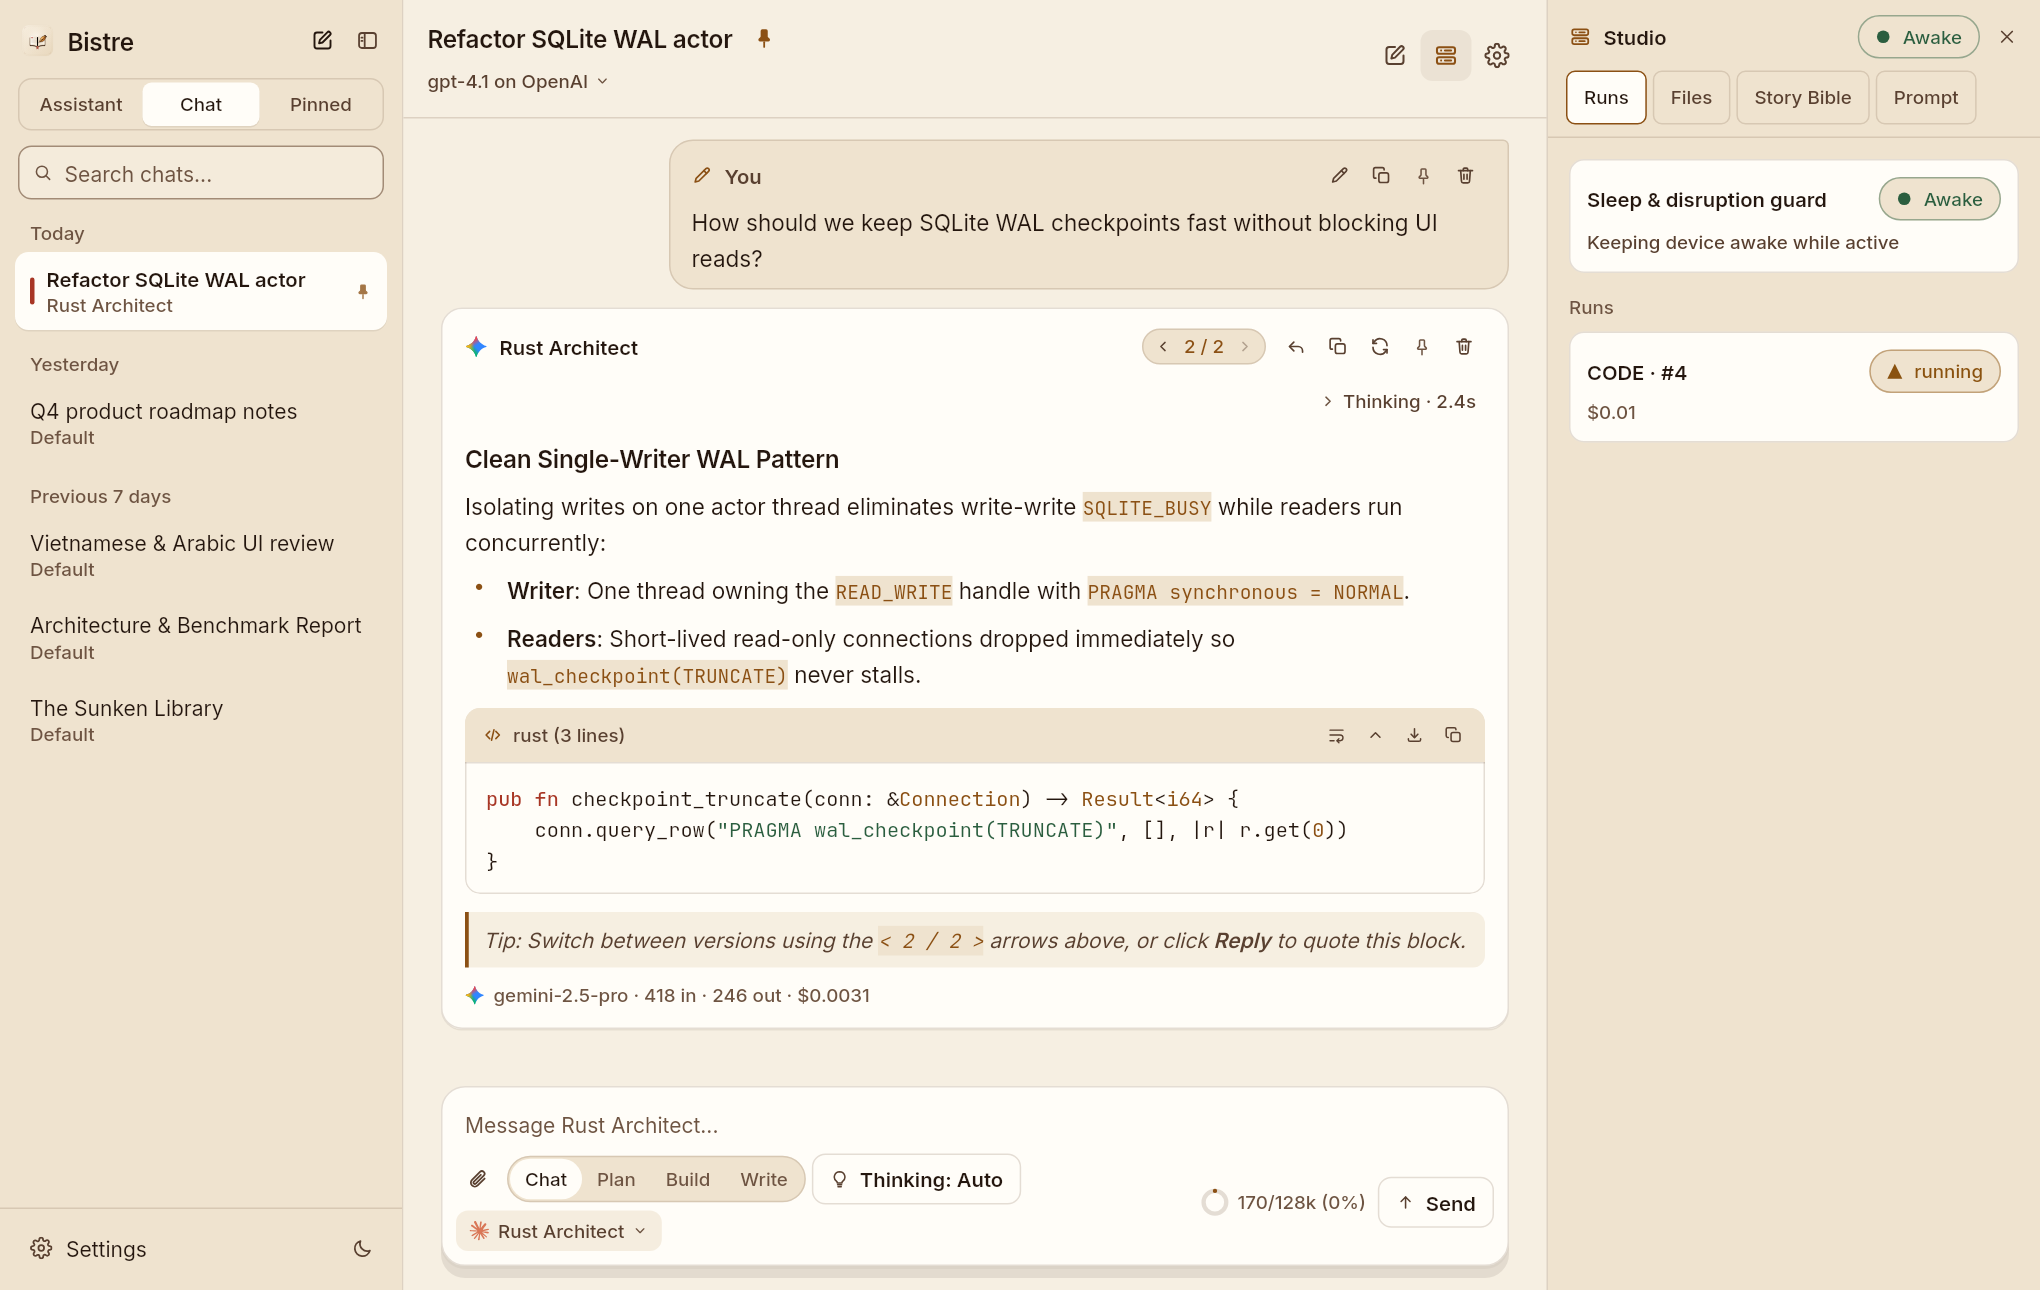 Bistre
Assistant
Chat
Pinned
Search chats...
Today
Refactor SQLite WAL actor
Rust Architect
Yesterday
Q4 product roadmap notes
Default
Previous 7 days
Vietnamese & Arabic UI review
Default
Architecture & Benchmark Report
Default
The Sunken Library
Default
Settings
Refactor SQLite WAL actor
gpt-4.1 on OpenAI
You
How should we keep SQLite WAL checkpoints fast without blocking UI
reads?
Rust Architect
2 / 2
Thinking · 2.4s
Clean Single-Writer WAL Pattern
Isolating writes on one actor thread eliminates write-write SQLITE_BUSY while readers run
concurrently:
• Writer: One thread owning the READ_WRITE handle with PRAGMA synchronous = NORMAL.
• Readers: Short-lived read-only connections dropped immediately so
wal_checkpoint(TRUNCATE) never stalls.
rust (3 lines)
pub fn checkpoint_truncate(conn: &Connection) -> Result<i64> {
    conn.query_row("PRAGMA wal_checkpoint(TRUNCATE)", [], |r| r.get(0))
}
Tip: Switch between versions using the < 2 / 2 > arrows above, or click Reply to quote this block.
gemini-2.5-pro · 418 in · 246 out · $0.0031
Message Rust Architect...
Chat
Plan
Build
Write
Thinking: Auto
170/128k (0%)
Send
Rust Architect
Studio
Awake
Runs
Files
Story Bible
Prompt
Sleep & disruption guard
Awake
Keeping device awake while active
Runs
CODE · #4
running
$0.01